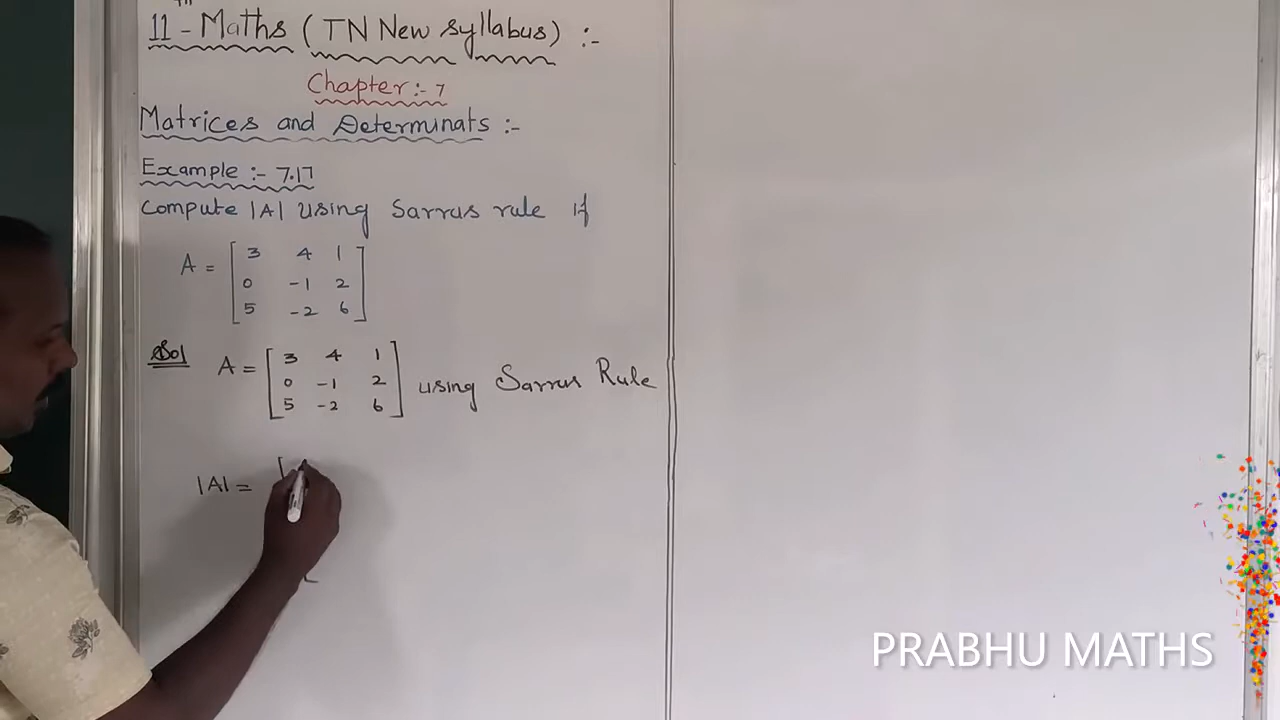 11th - Maths (TN New syllabus) :-
Chapter :- 7
Matrices and Determinats :-
Example :- 7.17
Compute |A| using Sarrus rule if
A = [ 3 4 1
0 -1 2
5 -2 6 ]
Sol A = [ 3 4 1
0 -1 2
5 -2 6 ] using Sarrus Rule
|A| = [
PRABHU MATHS